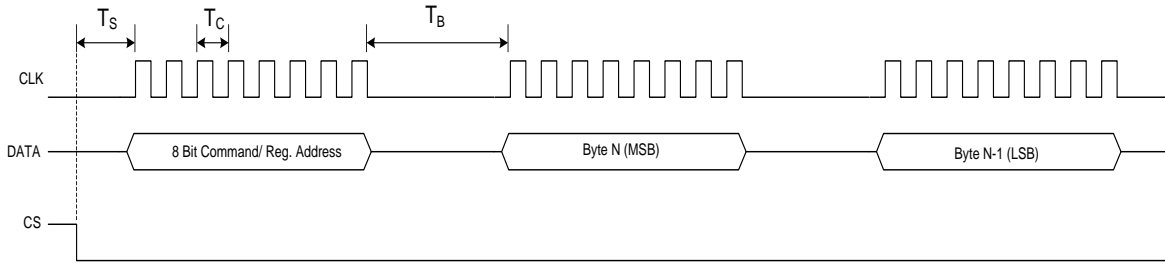 TS TC TB
CLK
DATA 8 Bit Command/ Reg. Address Byte N (MSB) Byte N-1 (LSB)
CS